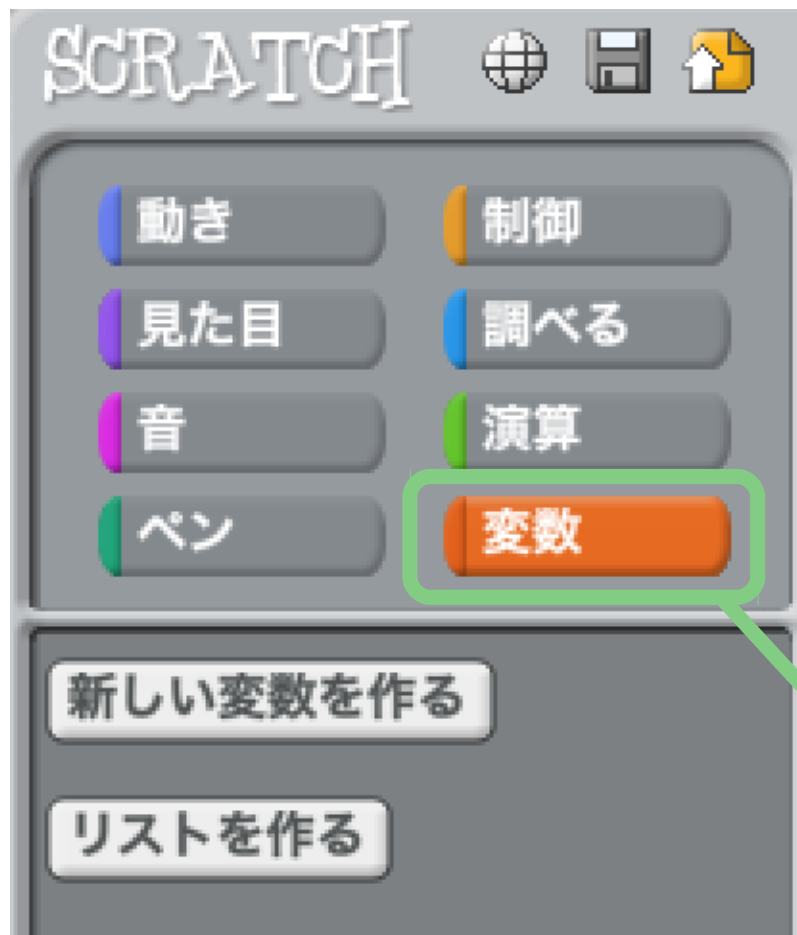 SCRATCH
動き 制御
見た目 調べる
音 演算
ペン 変数
新しい変数を作る
リストを作る